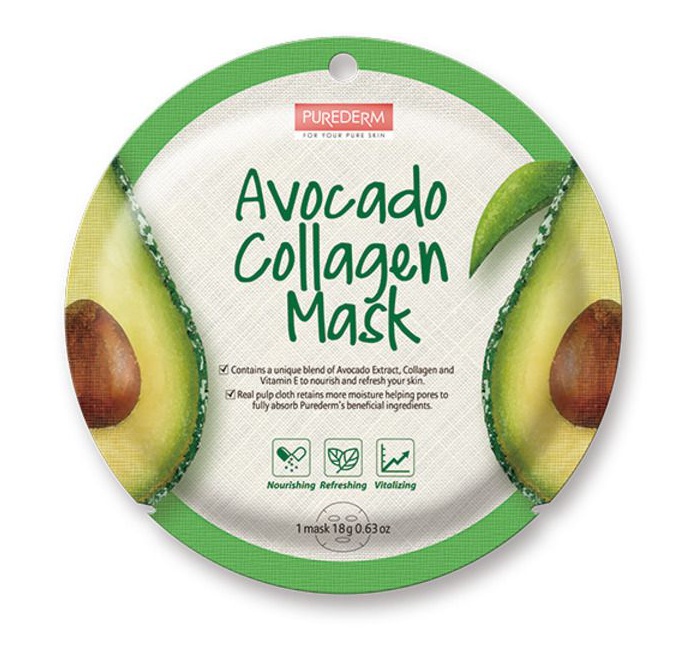 PUREDERM
FOR YOUR PURE SKIN
Avocado
Collagen
Mask
Contains a unique blend of Avocado Extract, Collagen and
Vitamin E to nourish and refresh your skin.
Real pulp cloth retains more moisture helping pores to
fully absorb Purederm's beneficial ingredients.
Nourishing Refreshing Vitalizing
1 mask 18g 0.63 oz